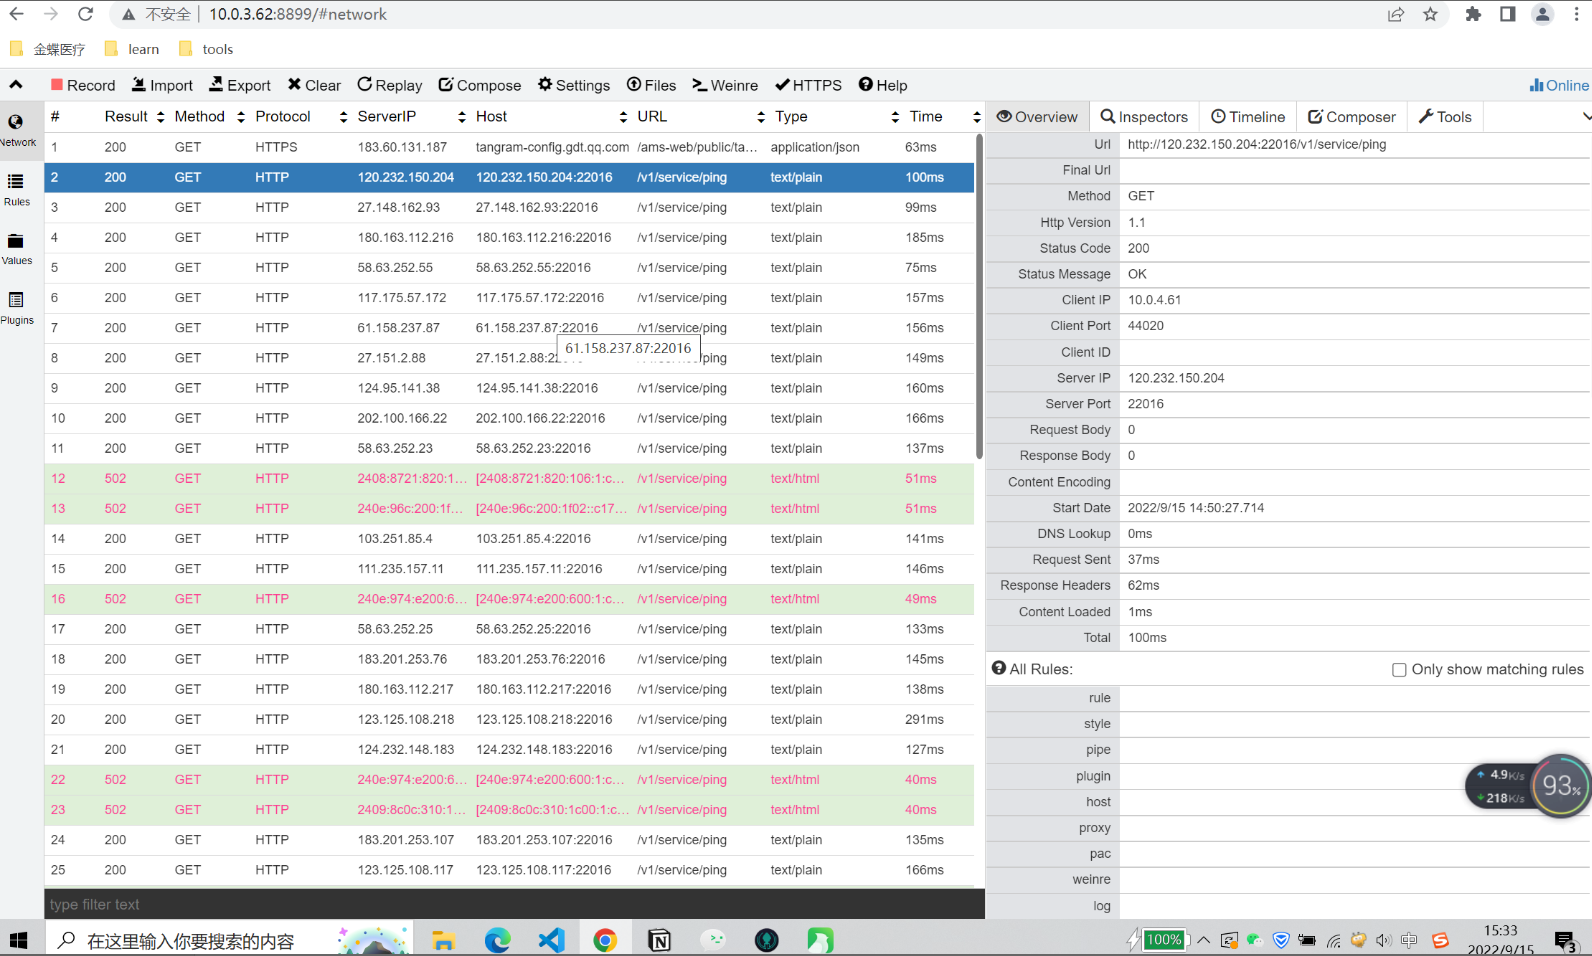 不安全 10.0.3.62:8899/#network
金蝶医疗 learn tools
Record Import Export Clear Replay Compose Settings Files Weinre HTTPS Help Online
Network
Rules
Values
Plugins
# Result Method Protocol ServerIP Host URL Type Time
1 200 GET HTTPS 183.60.131.187 tangram-config.gdt.qq.com /ams-web/public/ta... application/json 63ms
2 200 GET HTTP 120.232.150.204 120.232.150.204:22016 /v1/service/ping text/plain 100ms
3 200 GET HTTP 27.148.162.93 27.148.162.93:22016 /v1/service/ping text/plain 99ms
4 200 GET HTTP 180.163.112.216 180.163.112.216:22016 /v1/service/ping text/plain 185ms
5 200 GET HTTP 58.63.252.55 58.63.252.55:22016 /v1/service/ping text/plain 75ms
6 200 GET HTTP 117.175.57.172 117.175.57.172:22016 /v1/service/ping text/plain 157ms
7 200 GET HTTP 61.158.237.87 61.158.237.87:22016 /v1/service/ping text/plain 156ms
61.158.237.87:22016
8 200 GET HTTP 27.151.2.88 27.151.2.88:22 /v1/service/ping text/plain 149ms
9 200 GET HTTP 124.95.141.38 124.95.141.38:22016 /v1/service/ping text/plain 160ms
10 200 GET HTTP 202.100.166.22 202.100.166.22:22016 /v1/service/ping text/plain 166ms
11 200 GET HTTP 58.63.252.23 58.63.252.23:22016 /v1/service/ping text/plain 137ms
12 502 GET HTTP 2408:8721:820:1... [2408:8721:820:106:1:c... /v1/service/ping text/html 51ms
13 502 GET HTTP 240e:96c:200:1f... [240e:96c:200:1f02::c17... /v1/service/ping text/html 51ms
14 200 GET HTTP 103.251.85.4 103.251.85.4:22016 /v1/service/ping text/plain 141ms
15 200 GET HTTP 111.235.157.11 111.235.157.11:22016 /v1/service/ping text/plain 146ms
16 502 GET HTTP 240e:974:e200:6... [240e:974:e200:600:1:c... /v1/service/ping text/html 49ms
17 200 GET HTTP 58.63.252.25 58.63.252.25:22016 /v1/service/ping text/plain 133ms
18 200 GET HTTP 183.201.253.76 183.201.253.76:22016 /v1/service/ping text/plain 145ms
19 200 GET HTTP 180.163.112.217 180.163.112.217:22016 /v1/service/ping text/plain 138ms
20 200 GET HTTP 123.125.108.218 123.125.108.218:22016 /v1/service/ping text/plain 291ms
21 200 GET HTTP 124.232.148.183 124.232.148.183:22016 /v1/service/ping text/plain 127ms
22 502 GET HTTP 240e:974:e200:6... [240e:974:e200:600:1:c... /v1/service/ping text/html 40ms
23 502 GET HTTP 2409:8c0c:310:1... [2409:8c0c:310:1c00:1:c... /v1/service/ping text/html 40ms
24 200 GET HTTP 183.201.253.107 183.201.253.107:22016 /v1/service/ping text/plain 135ms
25 200 GET HTTP 123.125.108.117 123.125.108.117:22016 /v1/service/ping text/plain 166ms
type filter text
Overview Inspectors Timeline Composer Tools
Url http://120.232.150.204:22016/v1/service/ping
Final Url
Method GET
Http Version 1.1
Status Code 200
Status Message OK
Client IP 10.0.4.61
Client Port 44020
Client ID
Server IP 120.232.150.204
Server Port 22016
Request Body 0
Response Body 0
Content Encoding
Start Date 2022/9/15 14:50:27.714
DNS Lookup 0ms
Request Sent 37ms
Response Headers 62ms
Content Loaded 1ms
Total 100ms
All Rules: Only show matching rules
rule
style
pipe
plugin
host
proxy
pac
weinre
log
4.9K/s
218K/s
93%
在这里输入你要搜索的内容
100%
中
15:33
2022/9/15
3